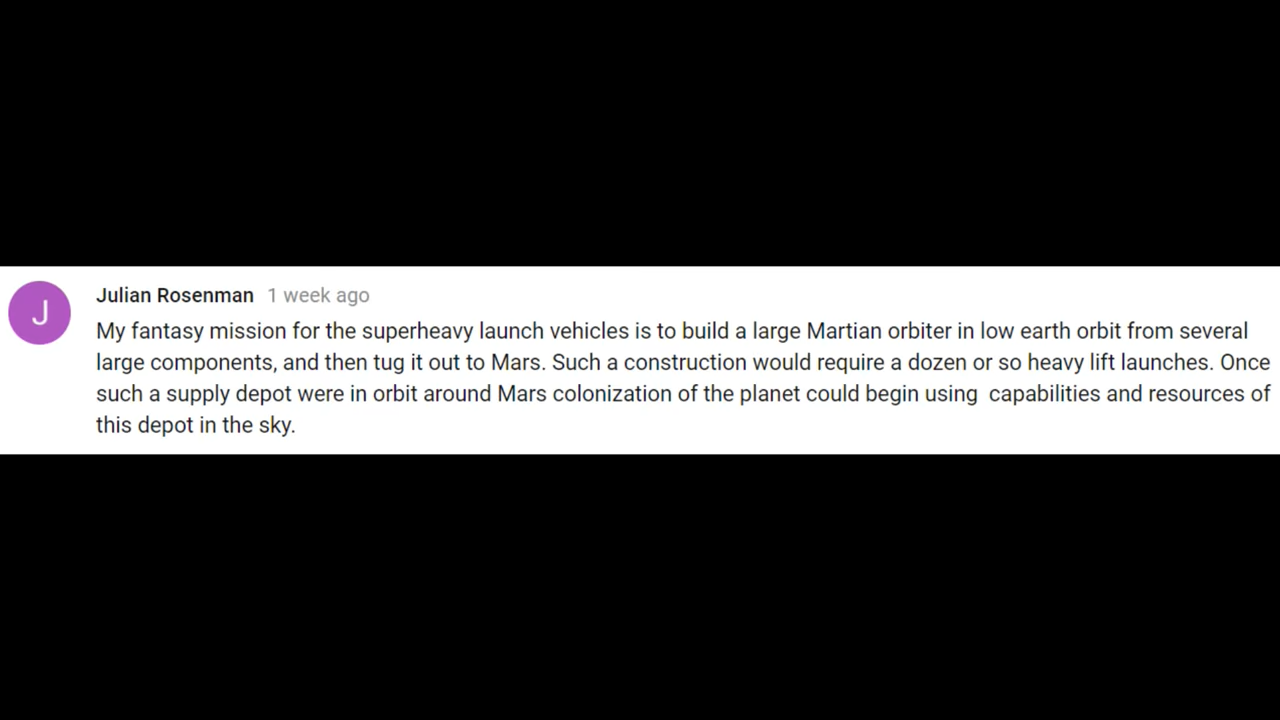 J
Julian Rosenman 1 week ago
My fantasy mission for the superheavy launch vehicles is to build a large Martian orbiter in low earth orbit from several
large components, and then tug it out to Mars. Such a construction would require a dozen or so heavy lift launches. Once
such a supply depot were in orbit around Mars colonization of the planet could begin using  capabilities and resources of
this depot in the sky.